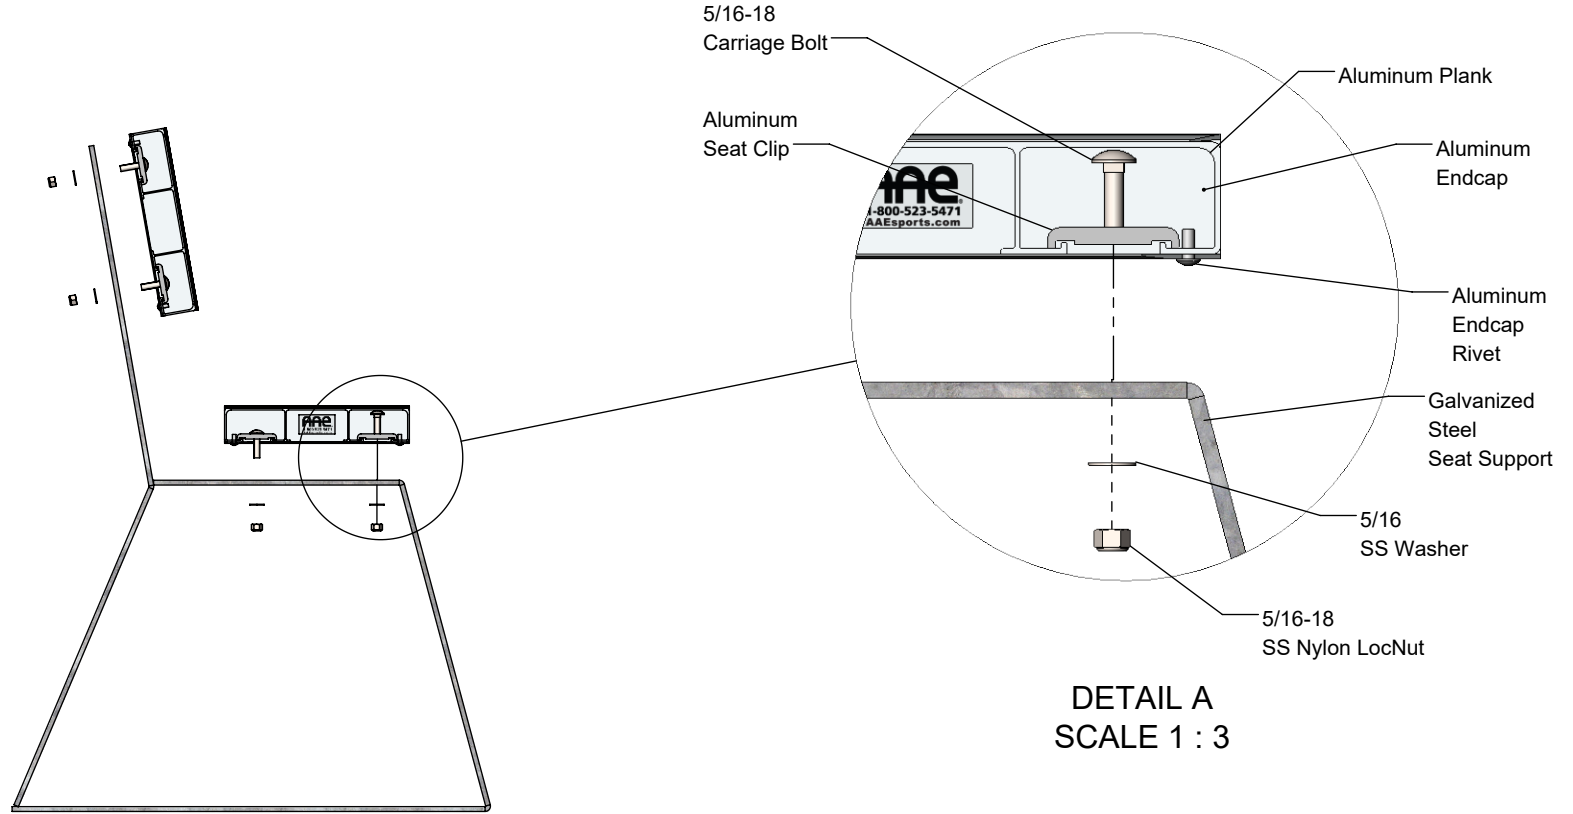 5/16-18
Carriage Bolt
Aluminum
Seat Clip
Aluminum Plank
Aluminum
Endcap
AAE
1-800-523-5471
AAEsports.com
Aluminum
Endcap
Rivet
Galvanized
Steel
Seat Support
5/16
SS Washer
5/16-18
SS Nylon LocNut
DETAIL A
SCALE 1 : 3
AAE